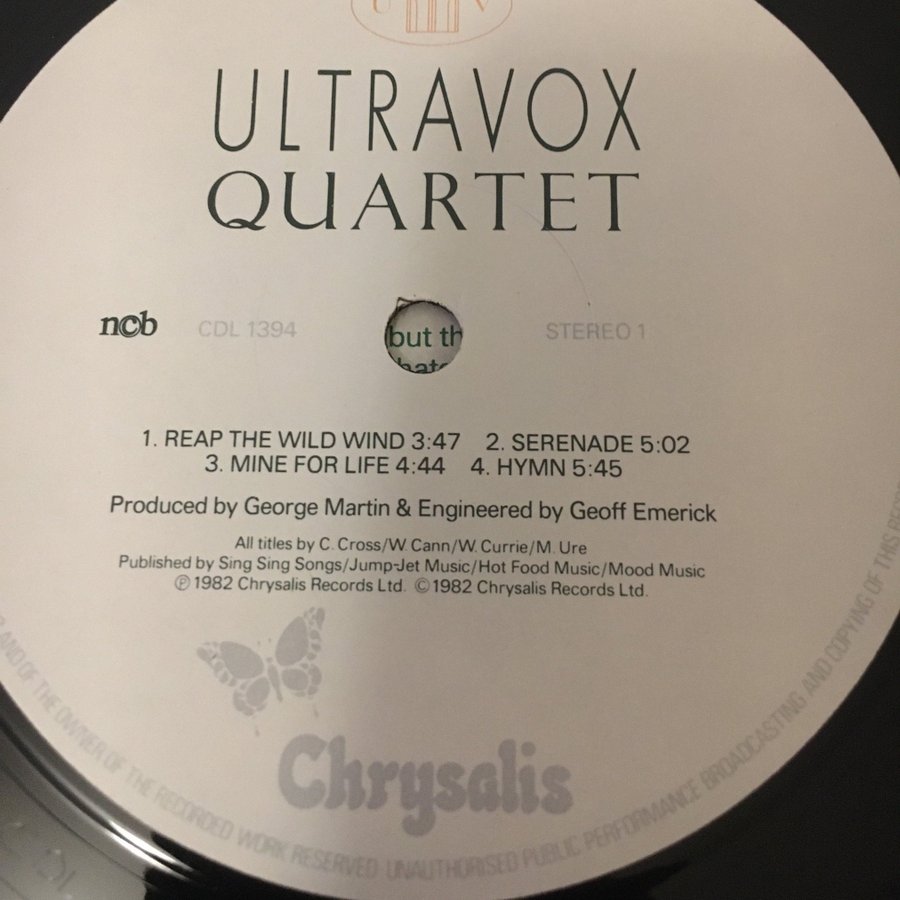 U V
ULTRAVOX
QUARTET
ncb CDL 1394 STEREO 1
but th
1. REAP THE WILD WIND 3:47 2. SERENADE 5:02
3. MINE FOR LIFE 4:44 4. HYMN 5:45
Produced by George Martin & Engineered by Geoff Emerick
All titles by C. Cross/W. Cann/W. Currie/M. Ure
Published by Sing Sing Songs/Jump-Jet Music/Hot Food Music/Mood Music
℗ 1982 Chrysalis Records Ltd. © 1982 Chrysalis Records Ltd.
Chrysalis
AND OF THE OWNER OF THE RECORDED WORK RESERVED UNAUTHORISED PUBLIC PERFORMANCE BROADCASTING AND COPYING OF THIS